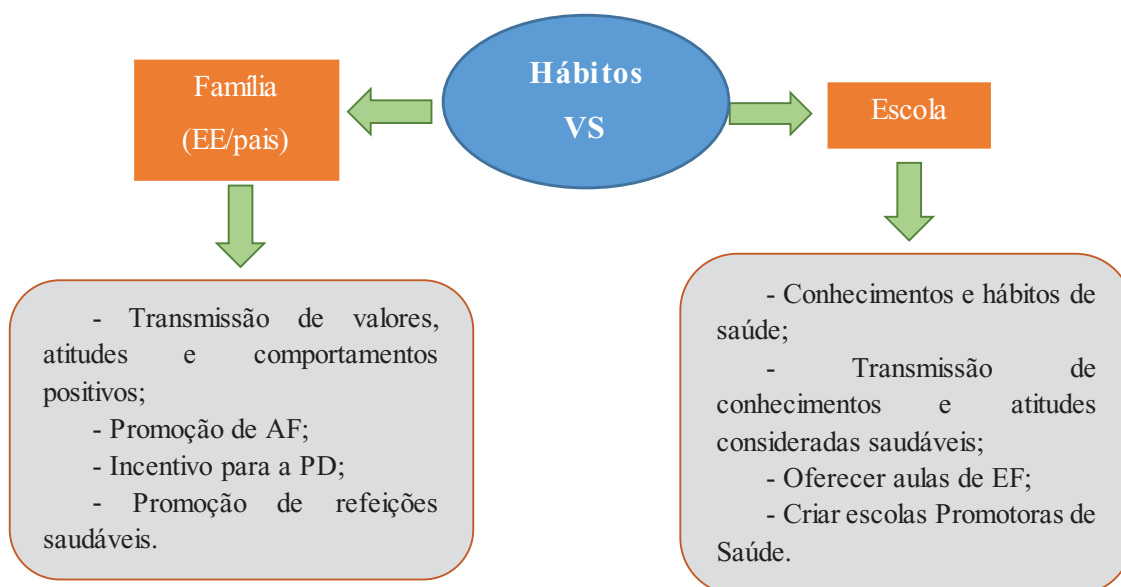 Hábitos
VS
Família
(EE/pais)
Escola
- Transmissão de valores,
atitudes e comportamentos
positivos;
- Promoção de AF;
- Incentivo para a PD;
- Promoção de refeições
saudáveis.
- Conhecimentos e hábitos de
saúde;
- Transmissão de
conhecimentos e atitudes
consideradas saudáveis;
- Oferecer aulas de EF;
- Criar escolas Promotoras de
Saúde.